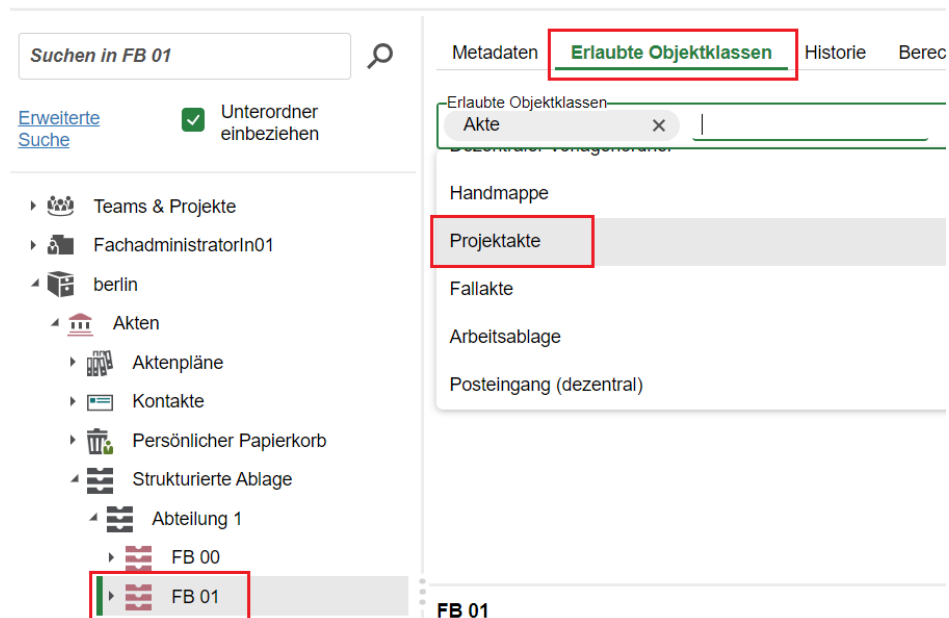 Suchen in FB 01
Erweiterte
Suche
Unterordner
einbeziehen
Teams & Projekte
FachadministratorIn01
berlin
Akten
Aktenpläne
Kontakte
Persönlicher Papierkorb
Strukturierte Ablage
Abteilung 1
FB 00
FB 01
Metadaten Erlaubte Objektklassen Historie Berec
Erlaubte Objektklassen
Akte
Handmappe
Projektakte
Fallakte
Arbeitsablage
Posteingang (dezentral)
FB 01